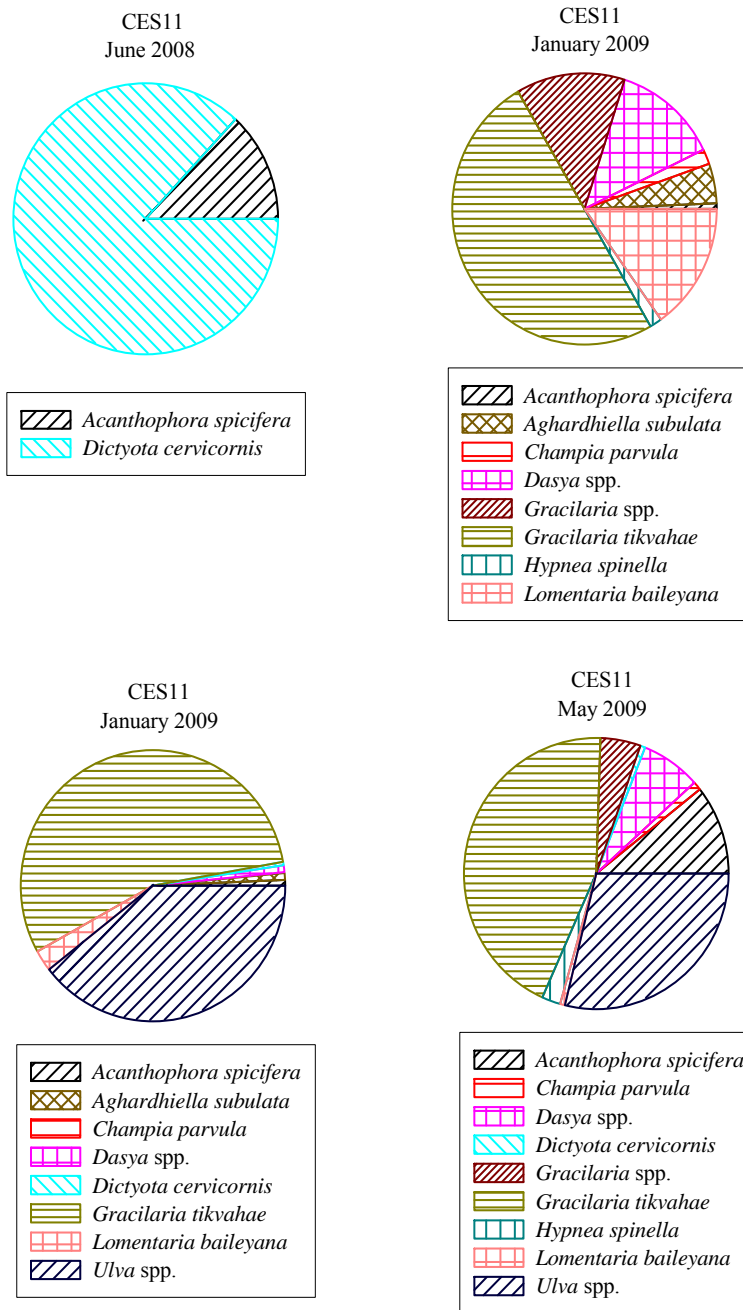 CES11
June 2008
Acanthophora spicifera
Dictyota cervicornis
CES11
January 2009
Acanthophora spicifera
Aghardhiella subulata
Champia parvula
Dasya spp.
Gracilaria spp.
Gracilaria tikvahae
Hypnea spinella
Lomentaria baileyana
CES11
January 2009
Acanthophora spicifera
Aghardhiella subulata
Champia parvula
Dasya spp.
Dictyota cervicornis
Gracilaria tikvahae
Lomentaria baileyana
Ulva spp.
CES11
May 2009
Acanthophora spicifera
Champia parvula
Dasya spp.
Dictyota cervicornis
Gracilaria spp.
Gracilaria tikvahae
Hypnea spinella
Lomentaria baileyana
Ulva spp.